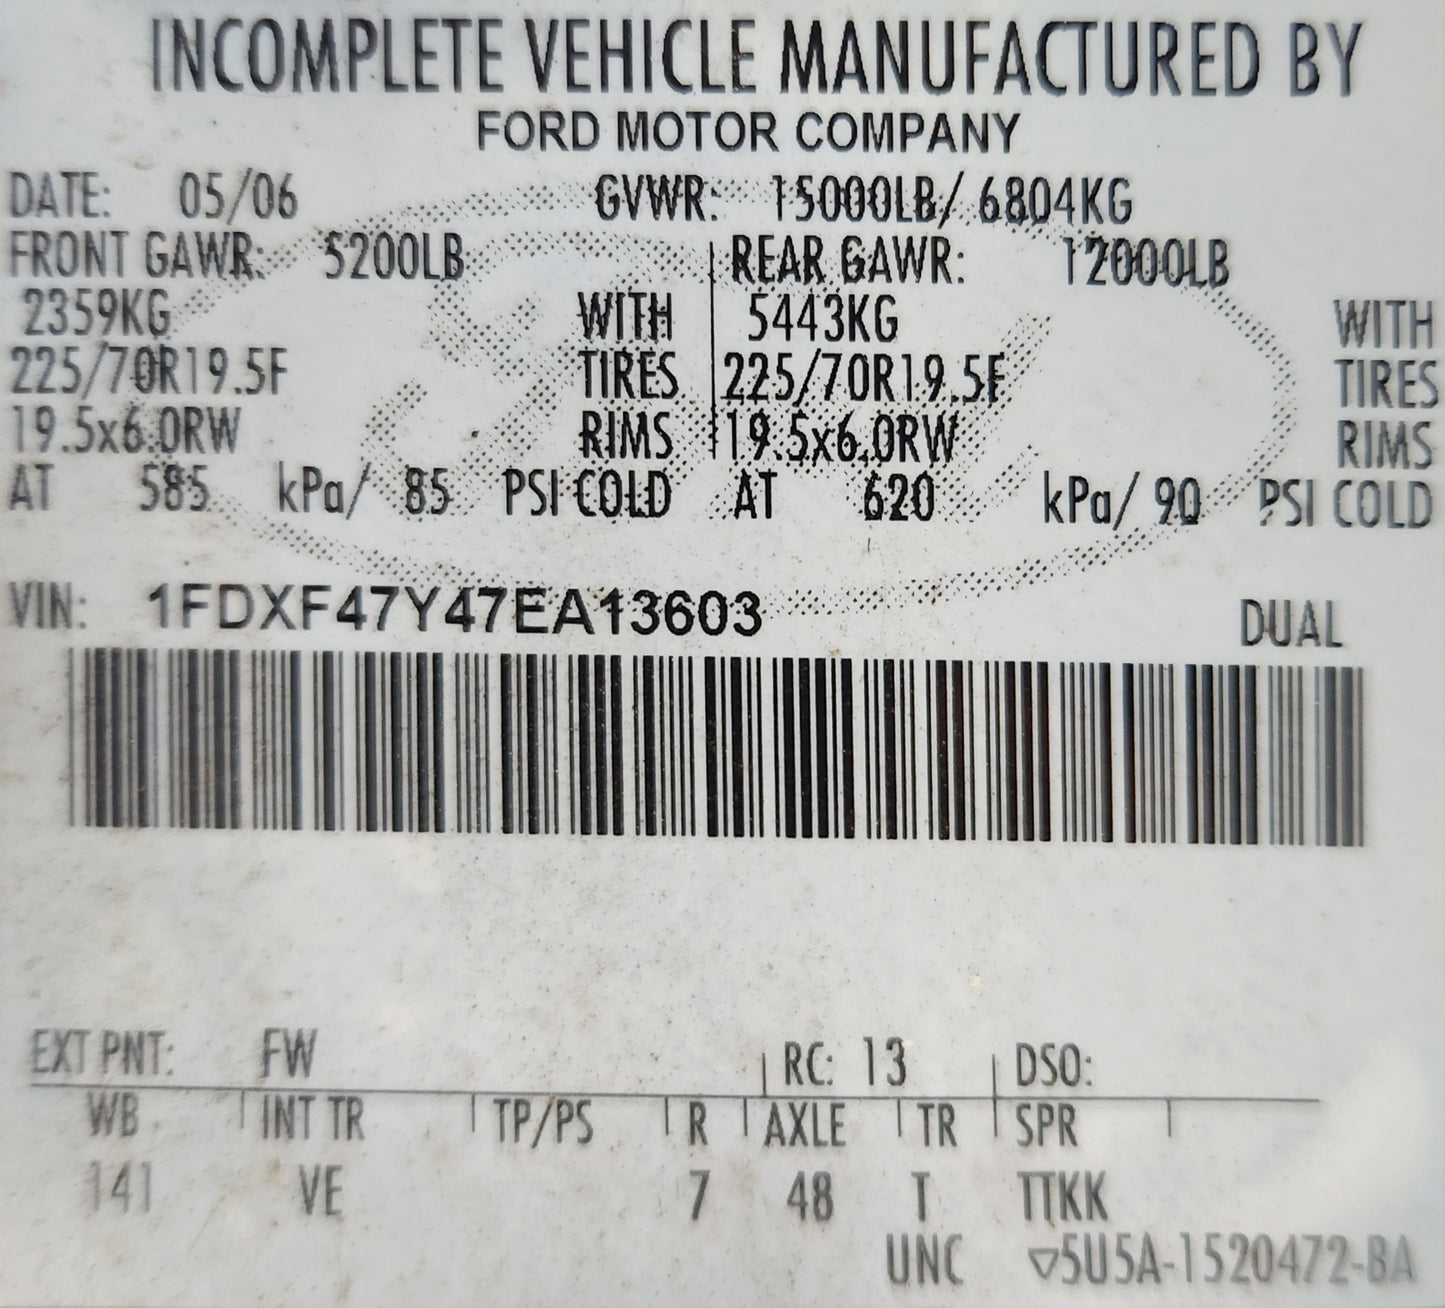 INCOMPLETE VEHICLE MANUFACTURED BY
FORD MOTOR COMPANY
DATE: 05/06 GVWR: 15000LB/ 6804KG
FRONT GAWR: 5200LB REAR GAWR: 12000LB
2359KG WITH 5443KG WITH
225/70R19.5F TIRES 225/70R19.5F TIRES
19.5x6.0RW RIMS 19.5x6.0RW RIMS
AT 585 kPa/ 85 PSI COLD AT 620 kPa/ 90 PSI COLD
VIN: 1FDXF47Y47EA13603 DUAL
EXT PNT: FW RC: 13 DSO:
WB INT TR TP/PS R AXLE TR SPR
141 VE 7 48 T TTKK
UNC ▽5U5A-1520472-BA